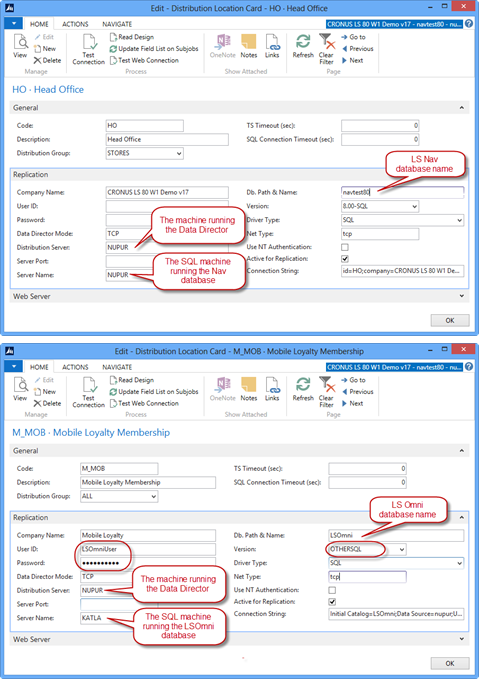 Edit - Distribution Location Card - HO - Head Office
HOME ACTIONS NAVIGATE CRONUS LS 80 W1 Demo v17 - navtest80 - nu...
View Edit New Delete
Manage
Test Connection Read Design Update Field List on Subjobs Test Web Connection
Process
OneNote Notes Links
Show Attached
Refresh Clear Filter Go to Previous Next
Page
HO · Head Office
General
Code: HO TS Timeout (sec): 0
Description: Head Office SQL Connection Timeout (sec): 0
Distribution Group: STORES
LS Nav database name
Replication
Company Name: CRONUS LS 80 W1 Demo v17 Db. Path & Name: navtest80
User ID: Version: 8.00-SQL
Password: Driver Type: SQL
Data Director Mode: TCP Net Type: tcp
Distribution Server: NUPUR Use NT Authentication:
Server Port: Active for Replication:
Server Name: NUPUR Connection String: id=HO;company=CRONUS LS 80 W1 De...
The machine running the Data Director
The SQL machine running the Nav database
Web Server
OK
Edit - Distribution Location Card - M_MOB - Mobile Loyalty Membership
HOME ACTIONS NAVIGATE CRONUS LS 80 W1 Demo v17 - navtest80 - nu...
View Edit New Delete
Manage
Test Connection Read Design Update Field List on Subjobs Test Web Connection
Process
OneNote Notes Links
Show Attached
Refresh Clear Filter Go to Previous Next
Page
M_MOB · Mobile Loyalty Membership
General
Code: M_MOB TS Timeout (sec): 0
Description: Mobile Loyalty Membership SQL Connection Timeout (sec): 0
Distribution Group: ALL
LS Omni database name
Replication
Company Name: Mobile Loyalty Db. Path & Name: LSOmni
User ID: LSOmniUser Version: OTHERSQL
Password: ●●●●●●●●●● Driver Type: SQL
Data Director Mode: TCP Net Type: tcp
Distribution Server: NUPUR Use NT Authentication:
Server Port: Active for Replication:
Server Name: KATLA Connection String: Initial Catalog=LSOmni;Data Source=nupur;U...
The machine running the Data Director
The SQL machine running the LSOmni database
Web Server
OK